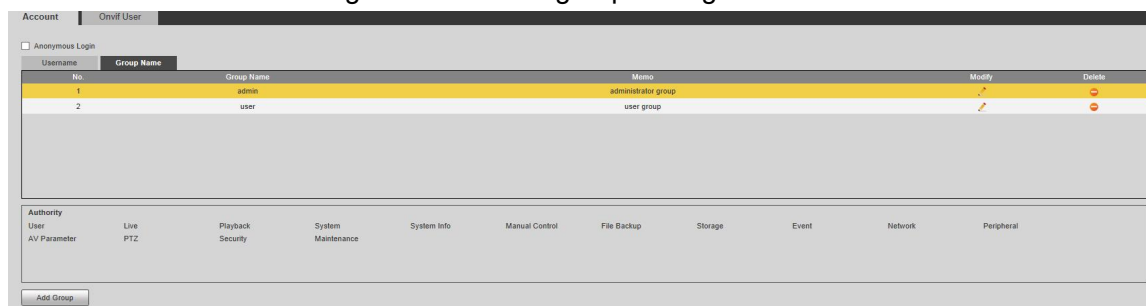 Account Onvif User
Anonymous Login
Username Group Name
No. Group Name Memo Modify Delete
1 admin administrator group
2 user user group
Authority
User Live Playback System System Info Manual Control File Backup Storage Event Network Peripheral
AV Parameter PTZ Security Maintenance
Add Group